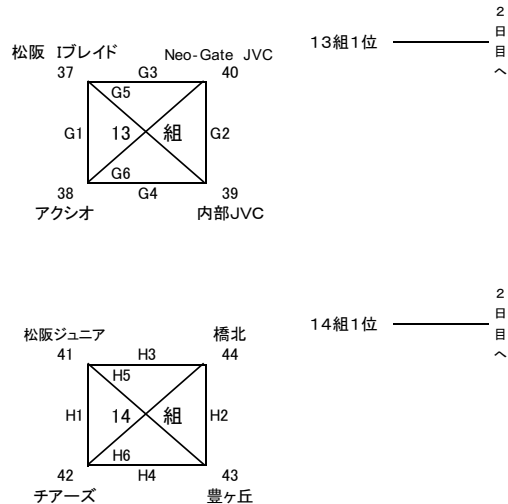 松阪 Iブレイド
Neo-Gate JVC
37
G3
40
G5
G1
13
組
G2
G6
38
G4
39
アクシオ
内部JVC
13組1位
2日目へ
松阪ジュニア
橋北
41
H3
44
H5
H1
14
組
H2
H6
42
H4
43
チアーズ
豊ヶ丘
14組1位
2日目へ